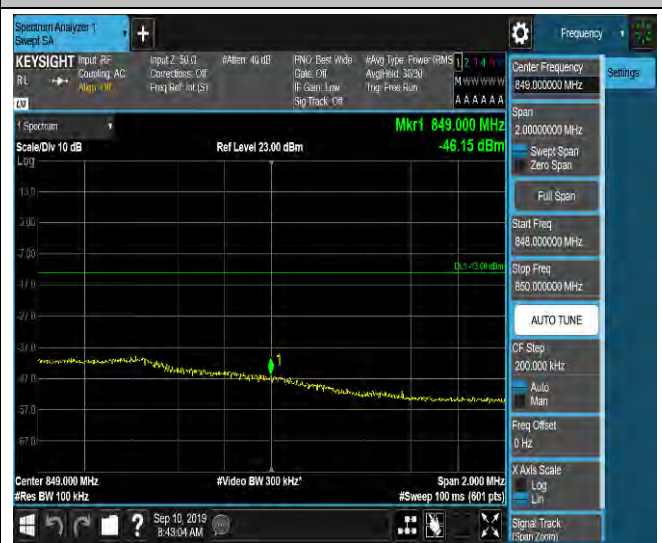 Spectrum Analyzer 1
Swept SA
+
Frequency
KEYSIGHT
Input: RF
Input Z: 50 Ω
#Atten: 40 dB
PNO: Best Wide
#Avg Type: Power (RMS
1 2 3 4 5 6
RL
Coupling: AC
Corrections: Off
Gate: Off
Avg|Hold: 30/30
M W W W W W
Align: Off
Freq Ref: Int (S)
IF Gain: Low
Trig: Free Run
Sig Track: Off
A A A A A A
LXI
Center Frequency
849.000000 MHz
Settings
Span
2.00000000 MHz
Swept Span
Zero Span
Full Span
Start Freq
848.000000 MHz
Stop Freq
850.000000 MHz
AUTO TUNE
CF Step
200.000 kHz
Auto
Man
Freq Offset
0 Hz
X Axis Scale
Log
Lin
Signal Track
(Span Zoom)
1 Spectrum
Mkr1 849.000 MHz
Scale/Div 10 dB
Ref Level 23.00 dBm
-46.15 dBm
Log
13.0
3.00
-7.00
DL1 -13.00 dBm
-17.0
-27.0
-37.0
1
-47.0
-57.0
-67.0
Center 849.000 MHz
#Video BW 300 kHz*
Span 2.000 MHz
#Res BW 100 kHz
#Sweep 100 ms (601 pts)
?
Sep 10, 2019
8:43:04 AM